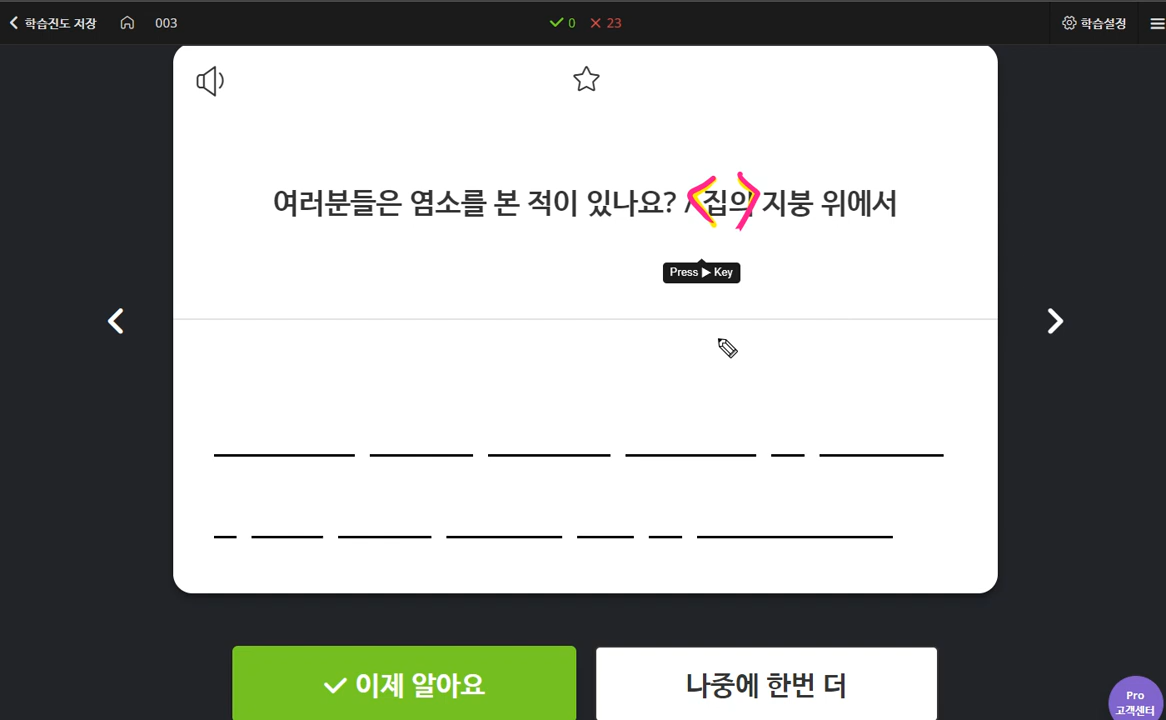 학습진도 저장 003 0 23 학습설정
여러분들은 염소를 본 적이 있나요? / 집의 지붕 위에서
Press ▶ Key
이제 알아요 나중에 한번 더
Pro
고객센터